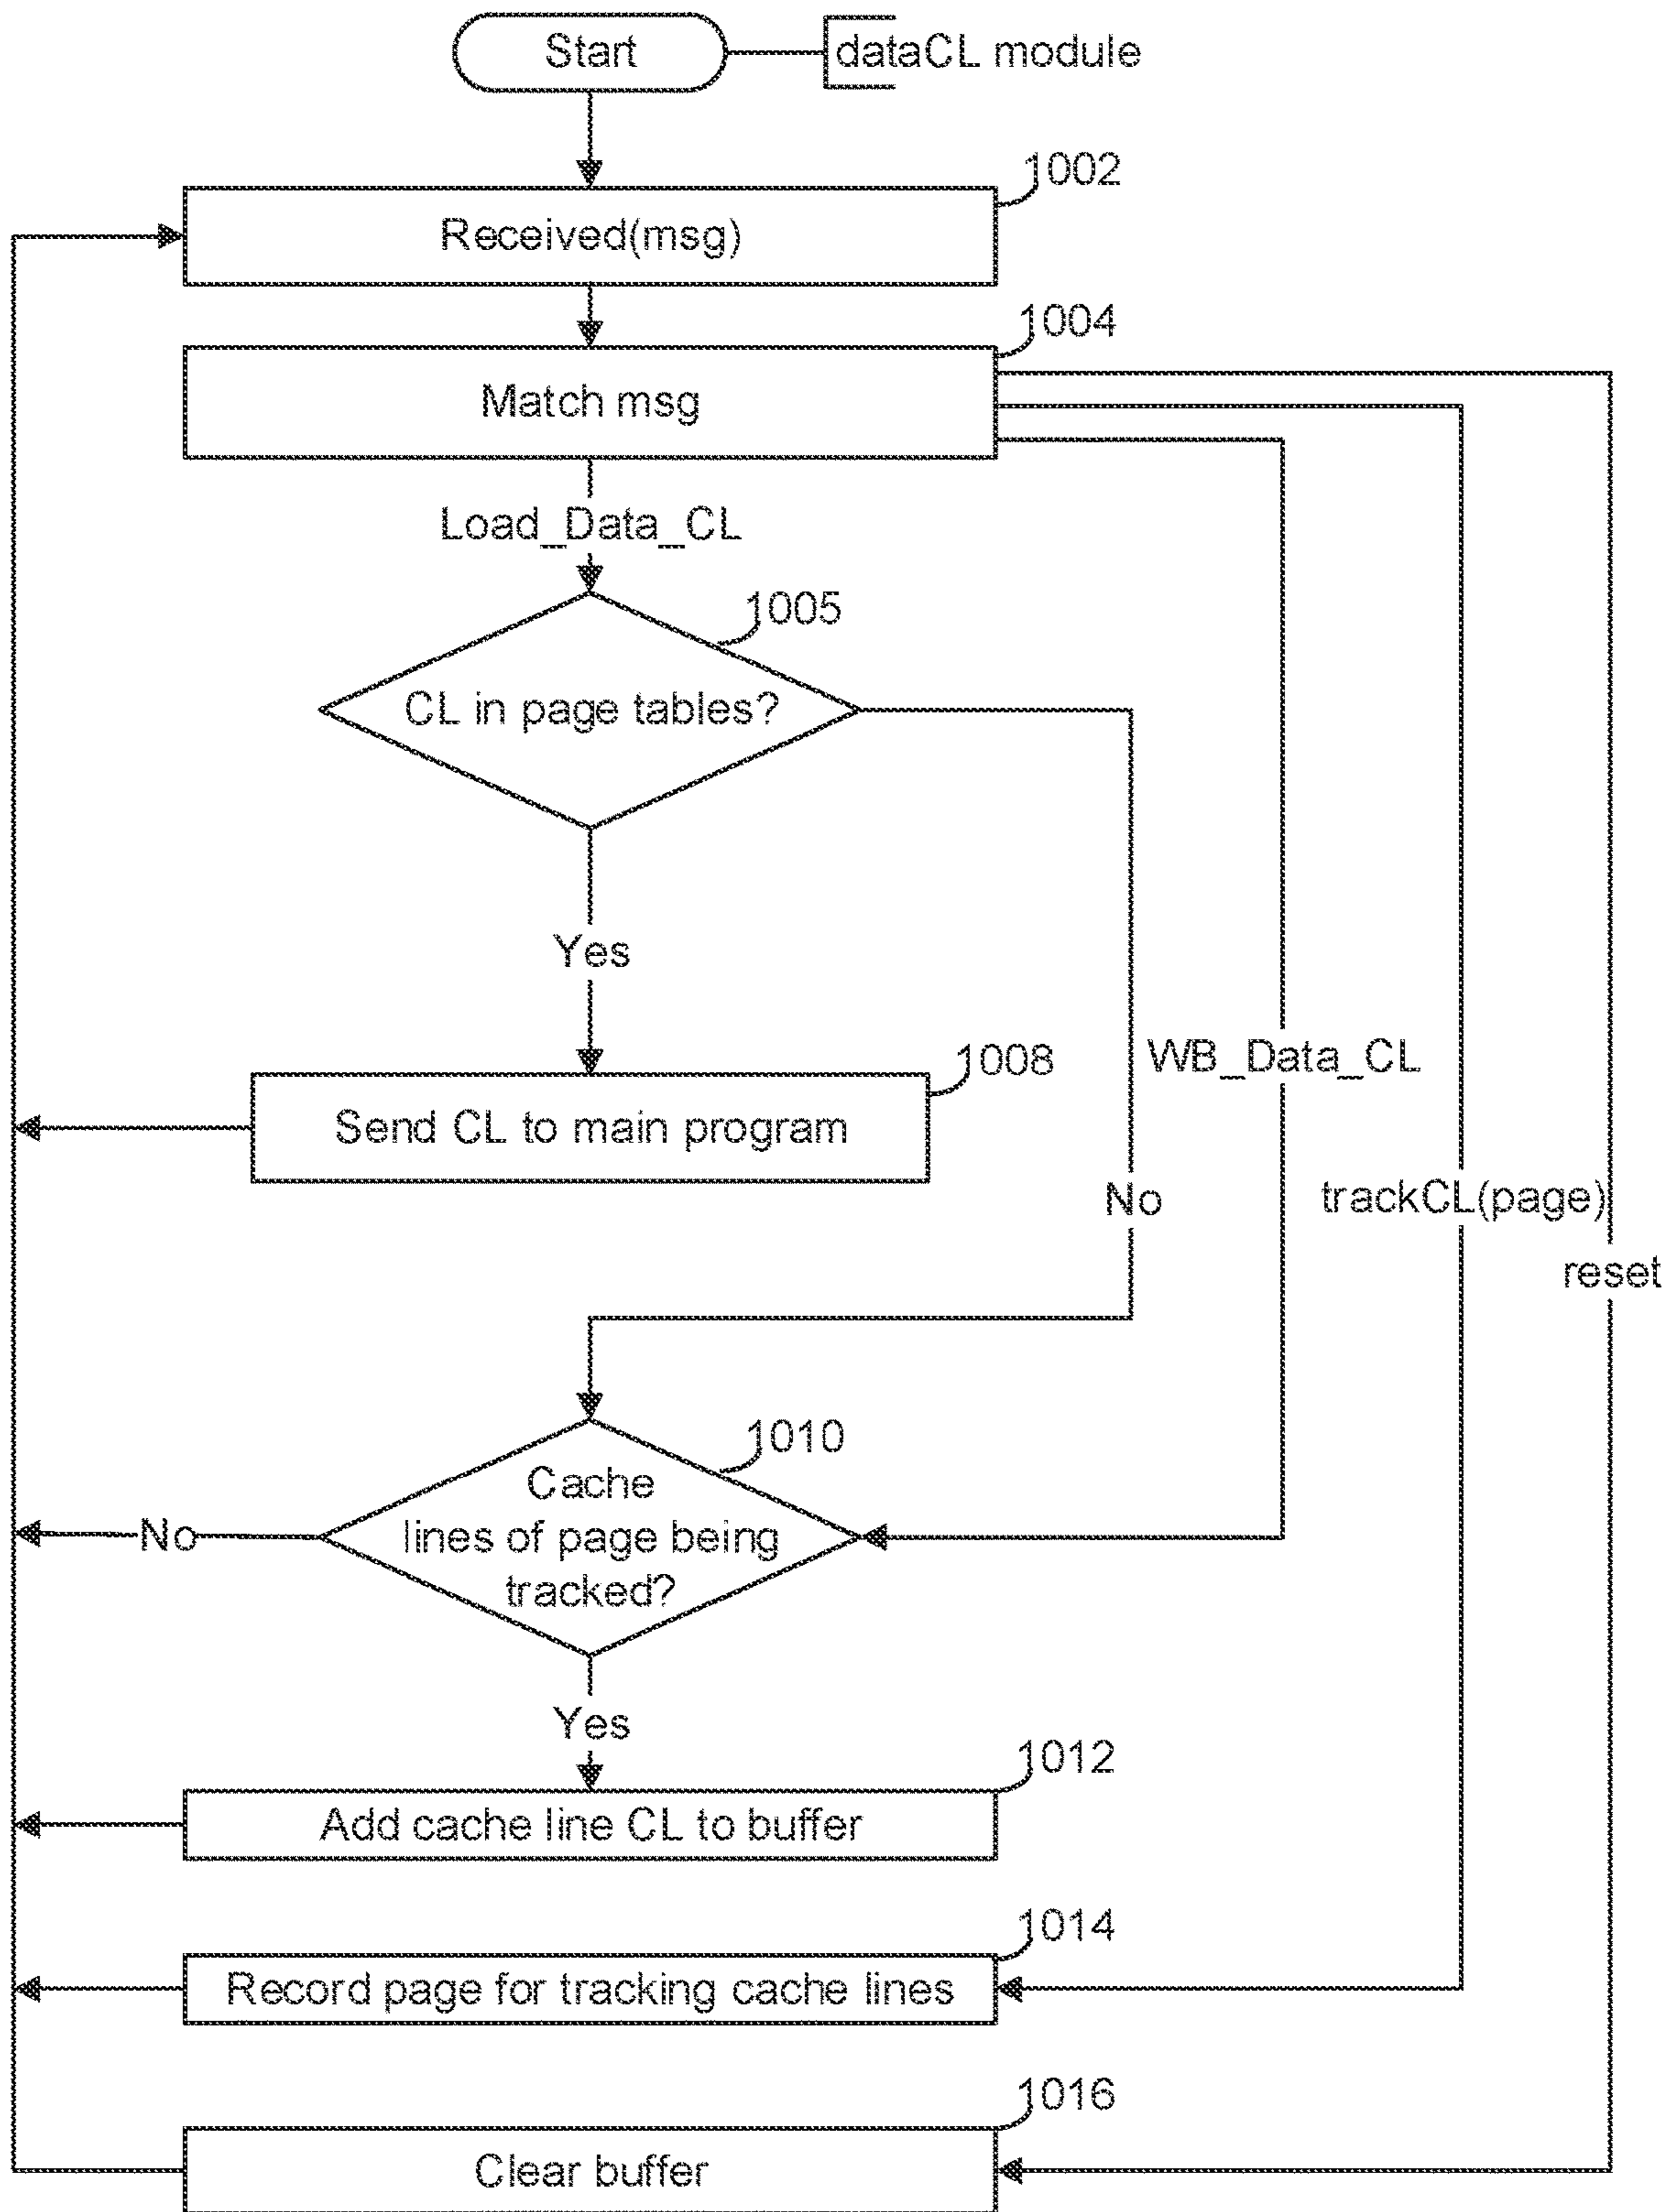 Start
dataCL module
1002
Received(msg)
1004
Match msg
Load_Data_CL
1005
CL in page tables?
Yes
1008
WB_Data_CL
Send CL to main program
No
trackCL(page)
reset
1010
Cache
lines of page being
tracked?
No
Yes
1012
Add cache line CL to buffer
1014
Record page for tracking cache lines
1016
Clear buffer